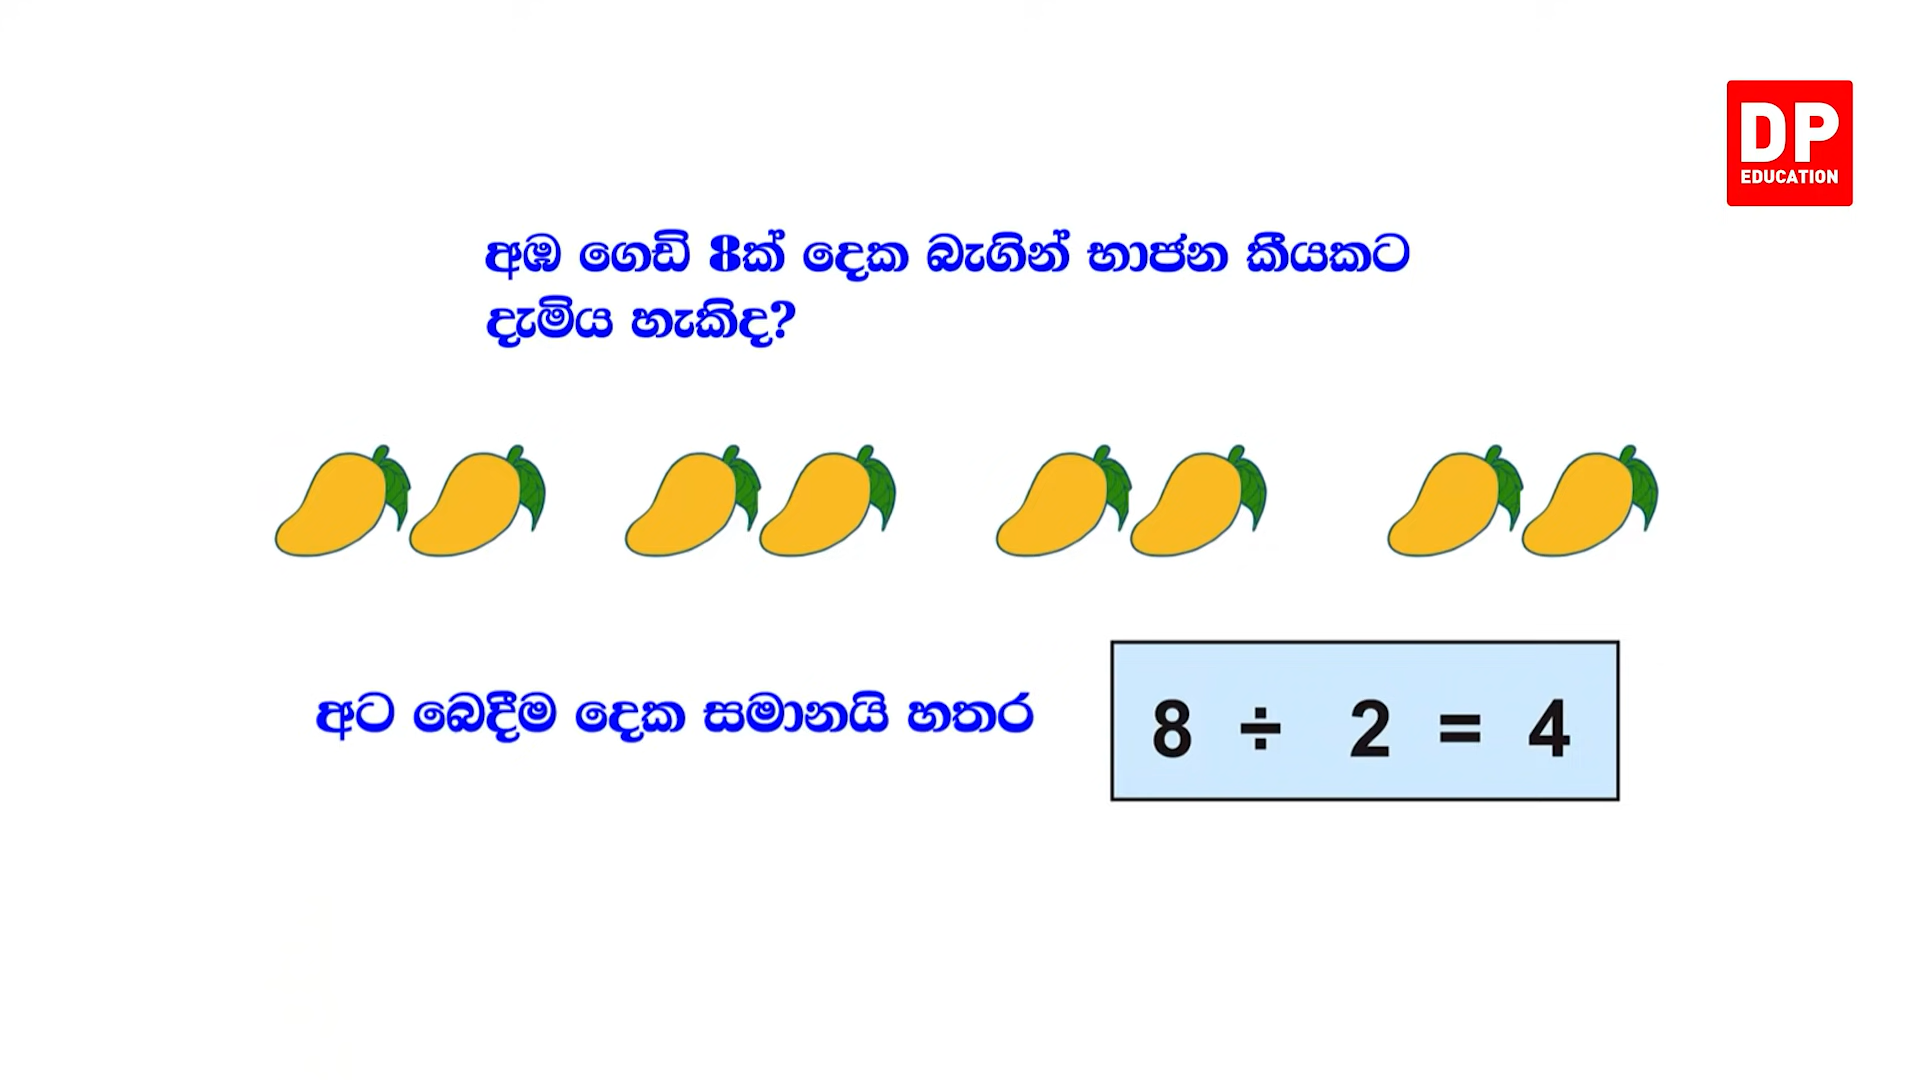 DP
EDUCATION
අඹ ගෙඩි 8ක් දෙක බැගින් භාජන කීයකට
දැමිය හැකිද?
අට බෙදීම දෙක සමානයි හතර
8 ÷ 2 = 4